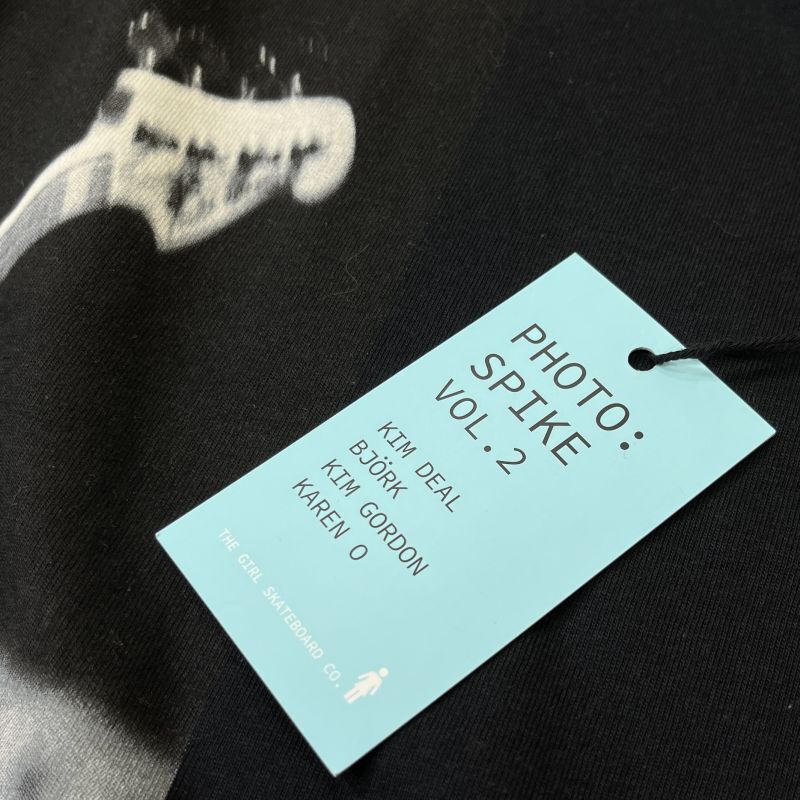 PHOTO:
SPIKE
VOL.2
KIM DEAL
BJÖRK
KIM GORDON
KAREN O
THE GIRL SKATEBOARD CO.